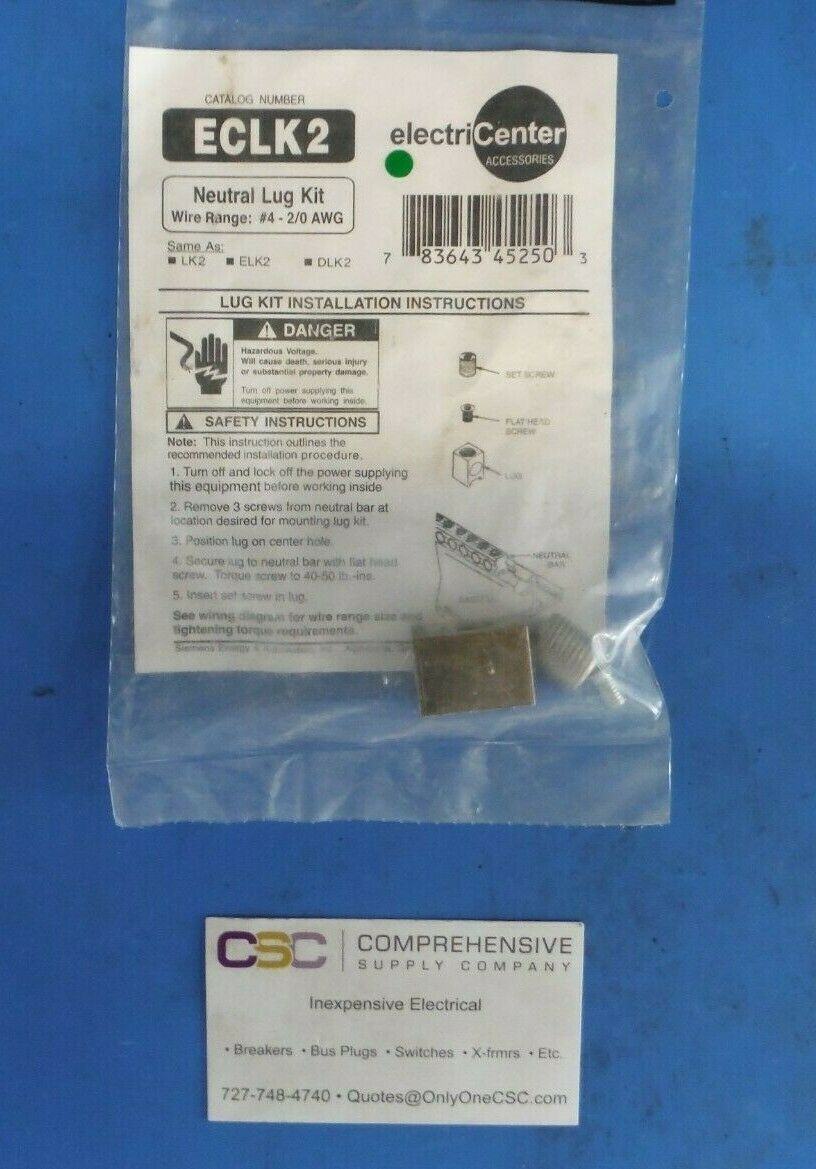 CATALOG NUMBER
ECLK2
electriCenter
ACCESSORIES
Neutral Lug Kit
Wire Range: #4 - 2/0 AWG
Same As:
LK2 ELK2 DLK2
7 83643 45250 3
LUG KIT INSTALLATION INSTRUCTIONS
DANGER
Hazardous Voltage.
Will cause death, serious injury
or substantial property damage.
Turn off power supplying this
equipment before working inside.
SAFETY INSTRUCTIONS
Note: This instruction outlines the
recommended installation procedure.
1. Turn off and lock off the power supplying
this equipment before working inside
2. Remove 3 screws from neutral bar at
location desired for mounting lug kit.
3. Position lug on center hole.
4. Secure lug to neutral bar with flat head
screw. Torque screw to 40-50 lb.-ins.
5. Insert set screw in lug.
See wiring diagram for wire range size and
tightening torque requirements.
Siemens Energy &
SET SCREW
FLAT HEAD
SCREW
LUG
NEUTRAL
BAR
CSC COMPREHENSIVE
SUPPLY COMPANY
Inexpensive Electrical
• Breakers • Bus Plugs • Switches • X-frmrs • Etc.
727-748-4740 • Quotes@OnlyOneCSC.com